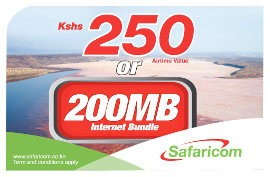 Kshs 250
Airtime Value
or
200MB
Internet Bundle
Safaricom
www.safaricom.co.ke
Term and conditions apply